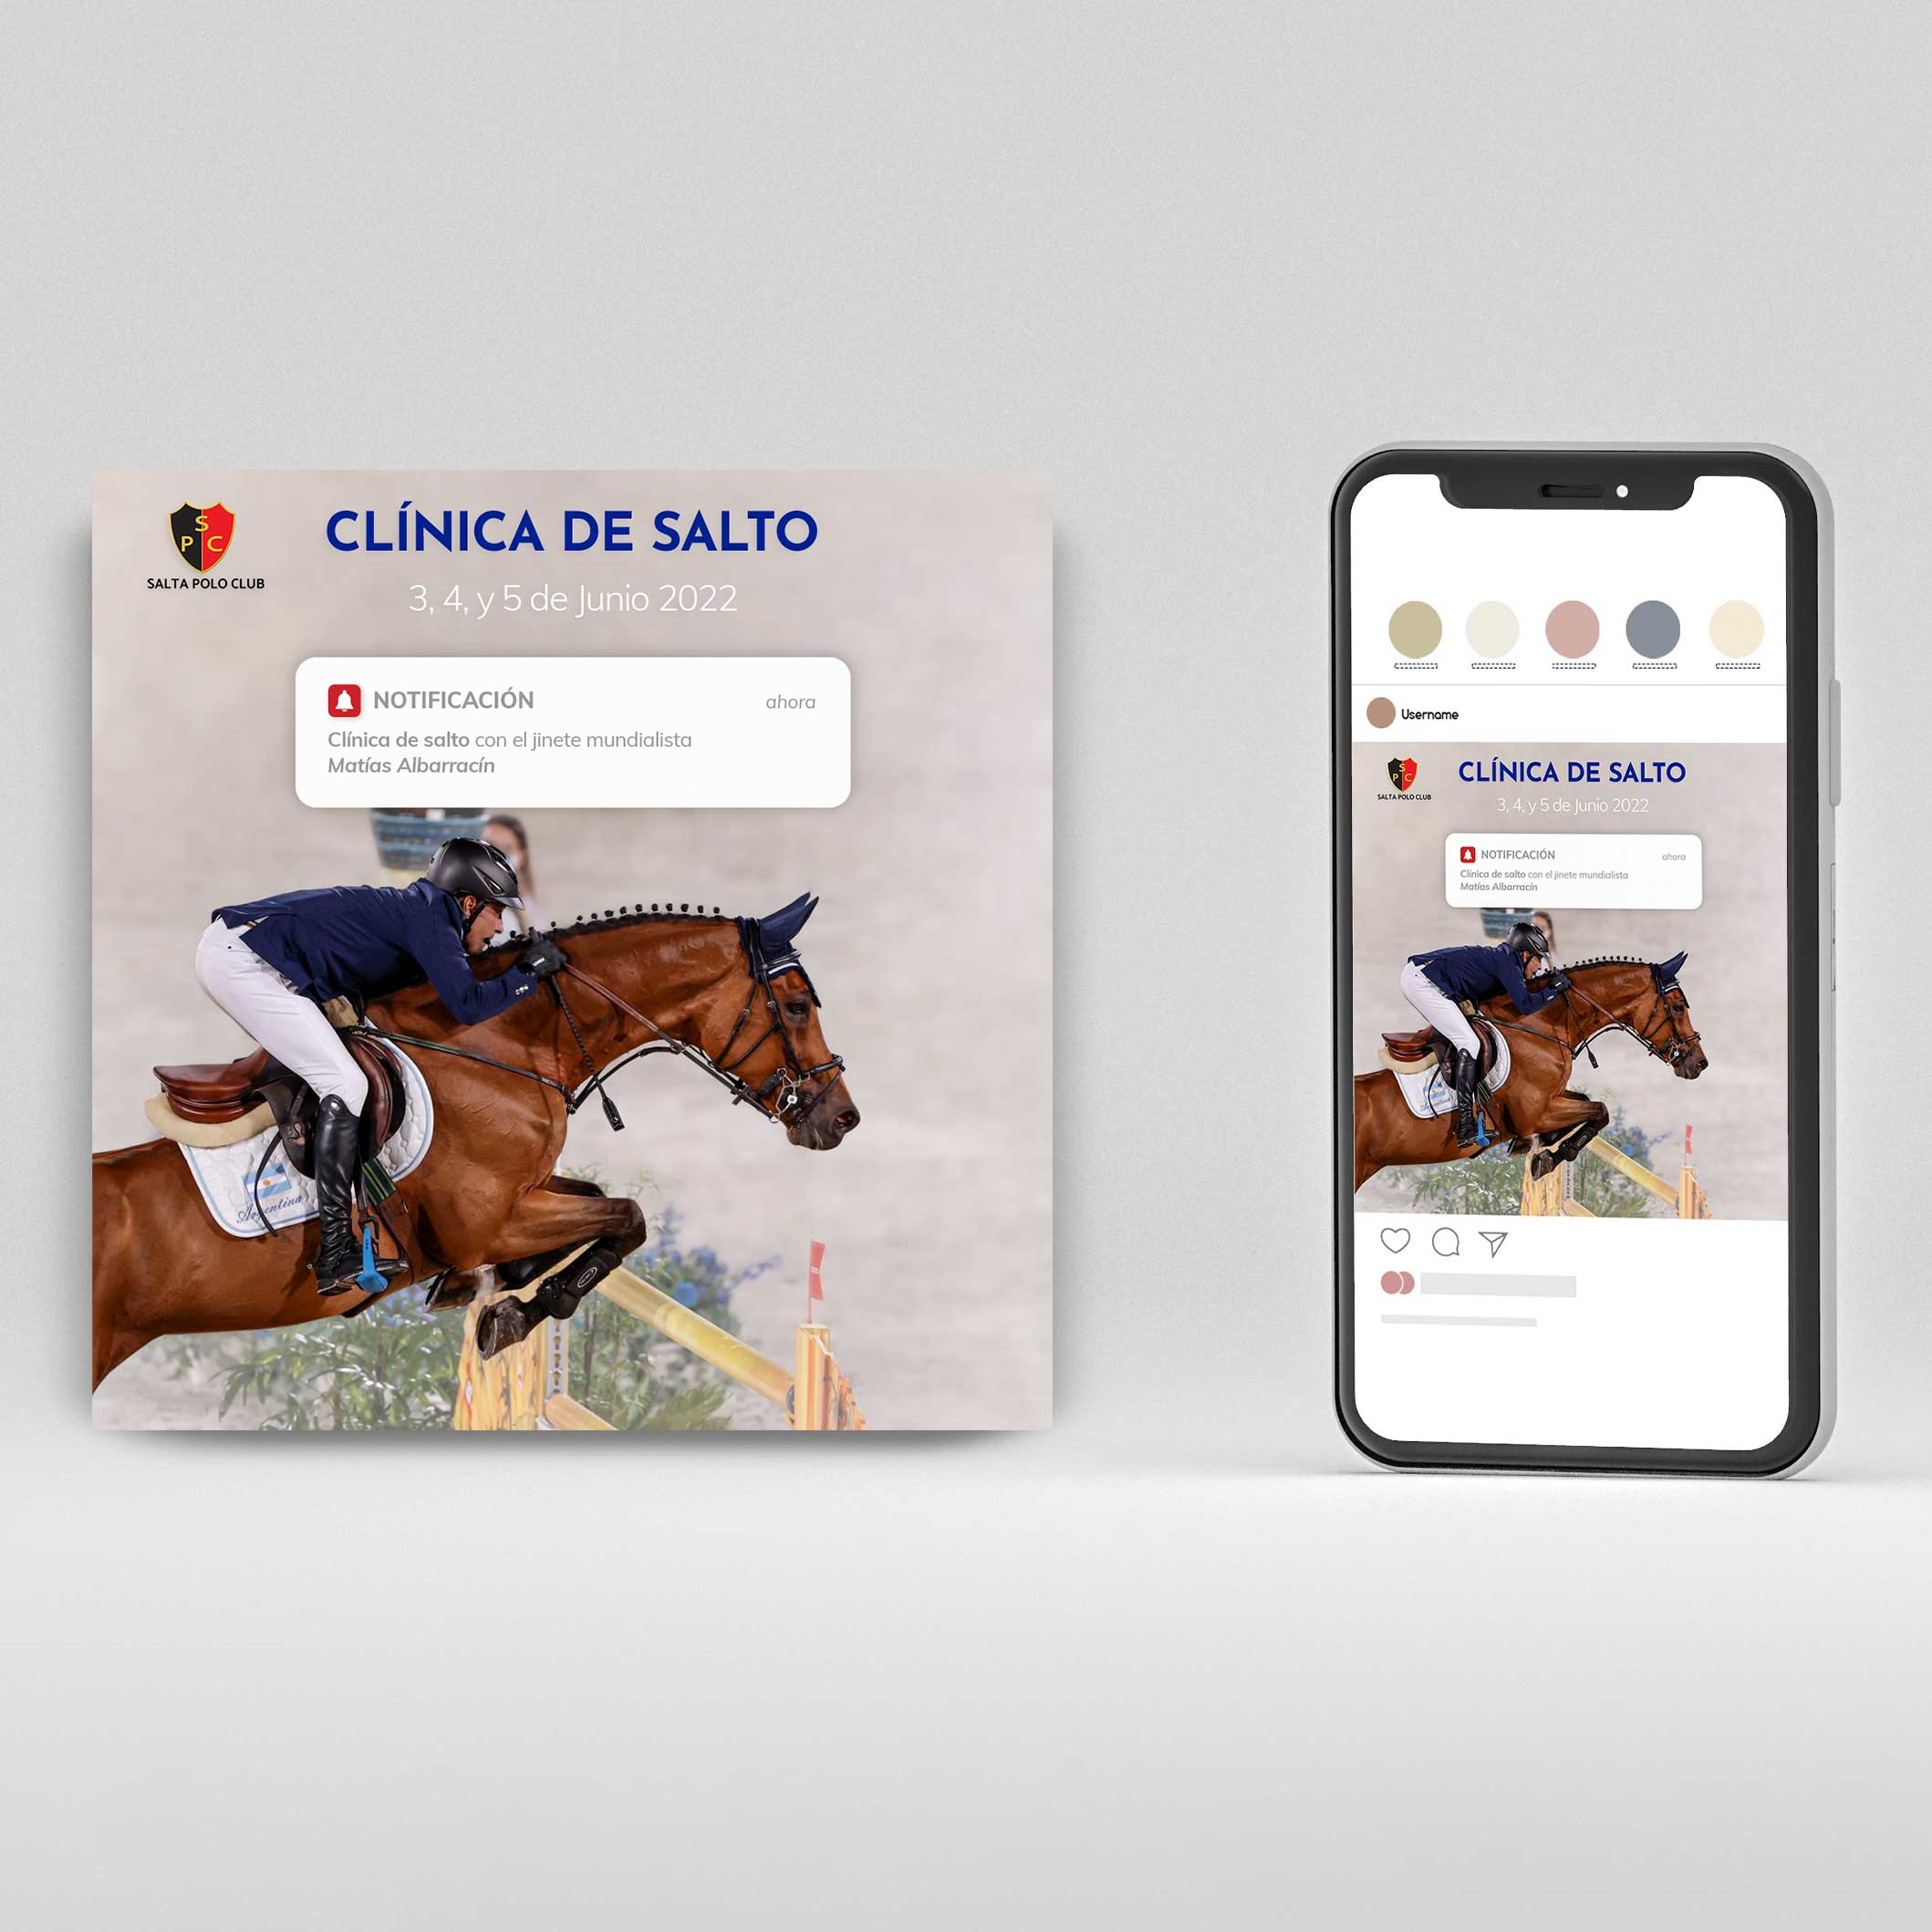 S
P C
SALTA POLO CLUB
CLÍNICA DE SALTO
3, 4, y 5 de Junio 2022
NOTIFICACIÓN
ahora
Clínica de salto con el jinete mundialista
Matías Albarracín
Argentina
Username
S
P C
SALTA POLO CLUB
CLÍNICA DE SALTO
3, 4, y 5 de Junio 2022
NOTIFICACIÓN
ahora
Clínica de salto con el jinete mundialista
Matías Albarracín
Argentina